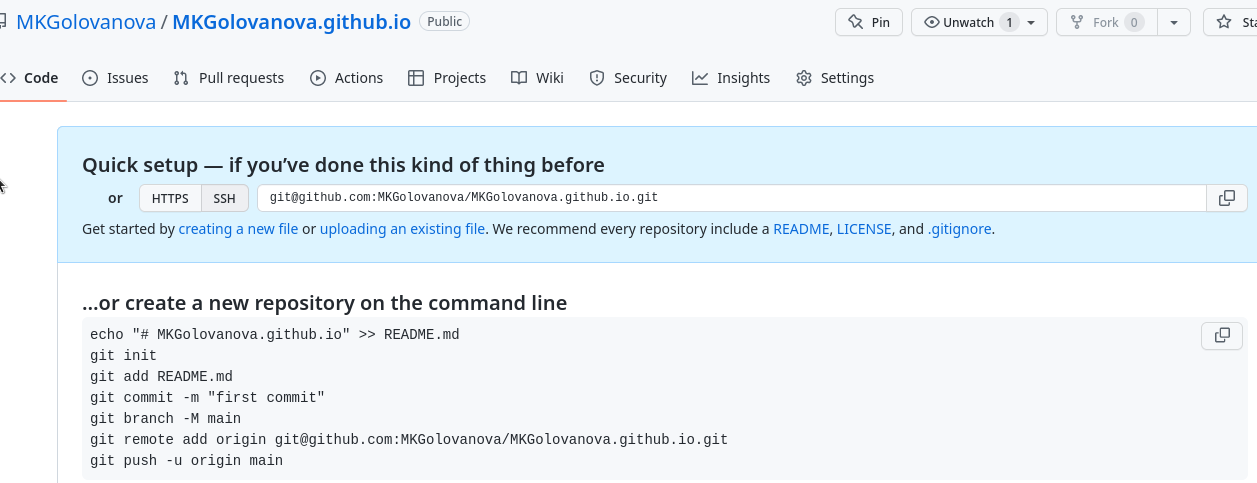 MKGolovanova / MKGolovanova.github.io Public Pin Unwatch 1 Fork 0
Code Issues Pull requests Actions Projects Wiki Security Insights Settings
Quick setup — if you’ve done this kind of thing before
or HTTPS SSH git@github.com:MKGolovanova/MKGolovanova.github.io.git
Get started by creating a new file or uploading an existing file. We recommend every repository include a README, LICENSE, and .gitignore.
…or create a new repository on the command line
echo "# MKGolovanova.github.io" >> README.md
git init
git add README.md
git commit -m "first commit"
git branch -M main
git remote add origin git@github.com:MKGolovanova/MKGolovanova.github.io.git
git push -u origin main